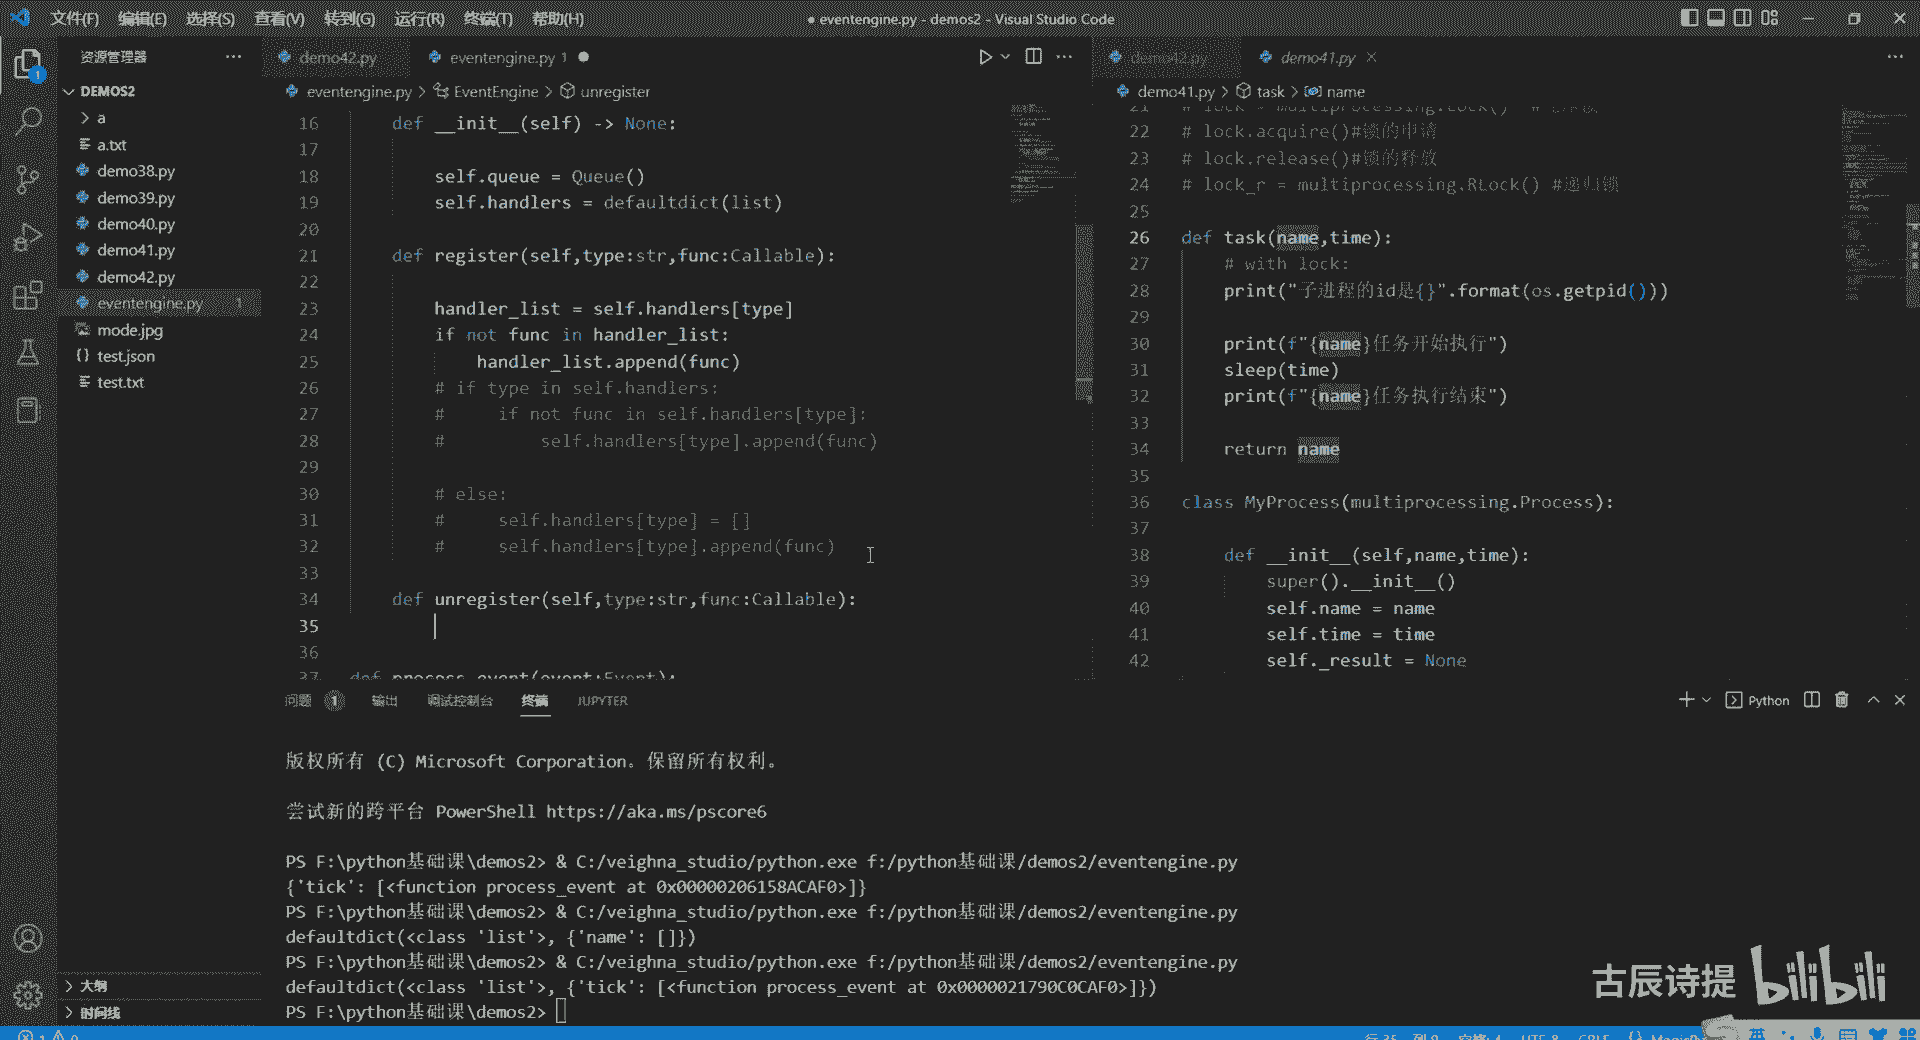 文件(F) 编辑(E) 选择(S) 查看(V) 转到(G) 运行(R) 终端(T) 帮助(H)
● eventengine.py - demos2 - Visual Studio Code
资源管理器
DEMOS2
a
a.txt
demo38.py
demo39.py
demo40.py
demo41.py
demo42.py
eventengine.py 1
mode.jpg
test.json
test.txt
大纲
时间线
demo42.py
eventengine.py 1
eventengine.py > EventEngine > unregister
16 def __init__(self) -> None:
17
18 self.queue = Queue()
19 self.handlers = defaultdict(list)
20
21 def register(self,type:str,func:Callable):
22
23 handler_list = self.handlers[type]
24 if not func in handler_list:
25 handler_list.append(func)
26 # if type in self.handlers:
27 # if not func in self.handlers[type]:
28 # self.handlers[type].append(func)
29
30 # else:
31 # self.handlers[type] = []
32 # self.handlers[type].append(func)
33
34 def unregister(self,type:str,func:Callable):
35
36
37 def process_event(event:Event):
demo42.py
demo41.py
demo41.py > task > name
21 # lock = multiprocessing.Lock()
22 # lock.acquire()#锁的申请
23 # lock.release()#锁的释放
24 # lock_r = multiprocessing.RLock() #递归锁
25
26 def task(name,time):
27 # with lock:
28 print("子进程的id是{}".format(os.getpid()))
29
30 print(f"{name}任务开始执行")
31 sleep(time)
32 print(f"{name}任务执行结束")
33
34 return name
35
36 class MyProcess(multiprocessing.Process):
37
38 def __init__(self,name,time):
39 super().__init__()
40 self.name = name
41 self.time = time
42 self._result = None
问题 1 输出 调试控制台 终端 JUPYTER
Python
版权所有 (C) Microsoft Corporation。保留所有权利。
尝试新的跨平台 PowerShell https://aka.ms/pscore6
PS F:\python基础课\demos2> & C:/veighna_studio/python.exe f:/python基础课/demos2/eventengine.py
{'tick': [<function process_event at 0x00000206158ACAF0>]}
PS F:\python基础课\demos2> & C:/veighna_studio/python.exe f:/python基础课/demos2/eventengine.py
defaultdict(<class 'list'>, {'name': []})
PS F:\python基础课\demos2> & C:/veighna_studio/python.exe f:/python基础课/demos2/eventengine.py
defaultdict(<class 'list'>, {'tick': [<function process_event at 0x0000021790C0CAF0>]})
PS F:\python基础课\demos2>
古辰诗提 bilibili